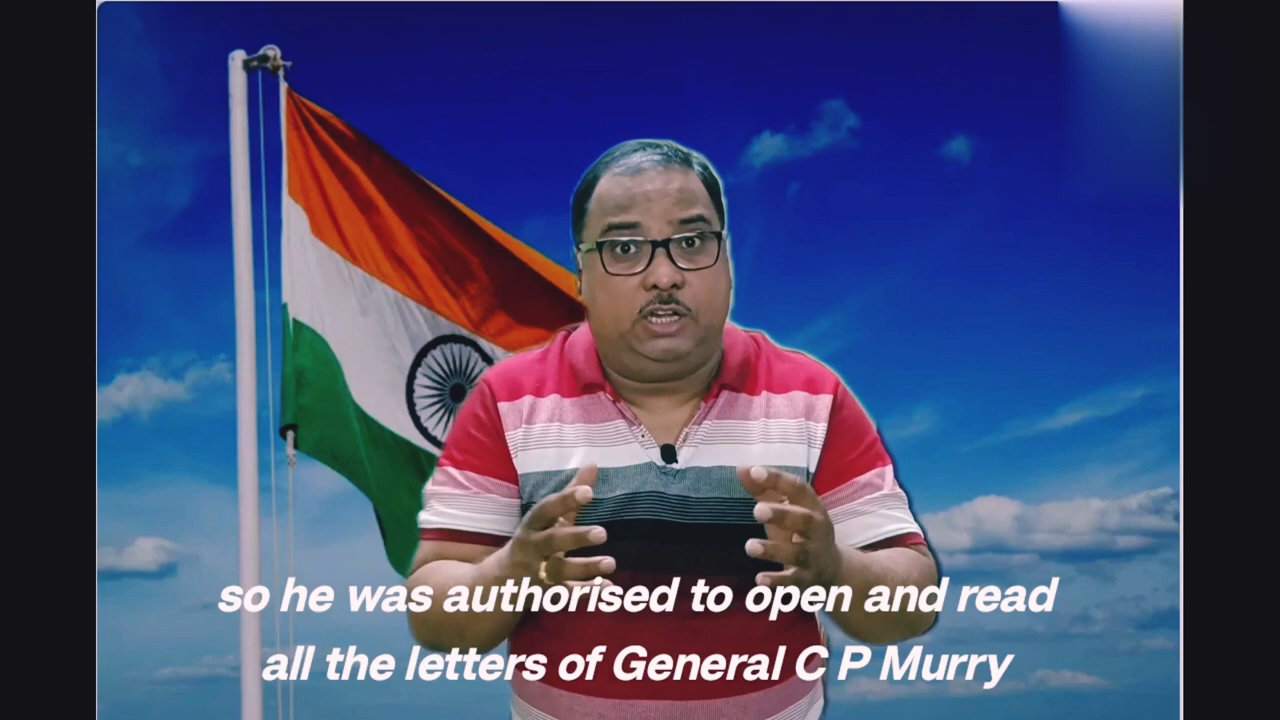 so he was authorised to open and read
all the letters of General C P Murry